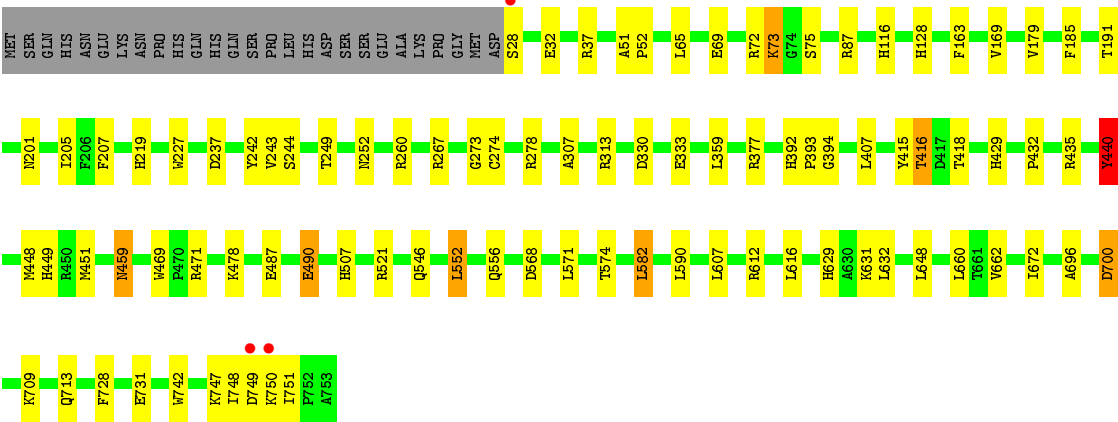 MET SER GLN HIS ASN GLU LYS ASN PRO HIS GLN HIS GLN SER PRO LEU HIS ASP SER SER GLU ALA LYS PRO GLY MET ASP S28 E32 R37 A51 P52 L65 E69 R72 K73 G74 S75 R87 H116 H128 F163 V169 V179 F185 T191
N201 I205 F206 F207 H219 W227 D237 Y242 V243 S244 T249 N252 R260 R267 G273 C274 R278 A307 R313 D330 E333 L359 R377 H392 P393 G394 L407 Y415 T416 D417 T418 H429 P432 R435 Y440
M448 H449 R450 M451 N459 W469 P470 R471 K478 E487 E490 H507 R521 Q546 L552 Q556 D568 L571 T574 L582 L590 L607 R612 L616 H629 A630 K631 L632 L648 L660 T661 V662 I672 A696 D700
K709 Q713 F728 E731 W742 K747 I748 D749 K750 I751 P752 A753